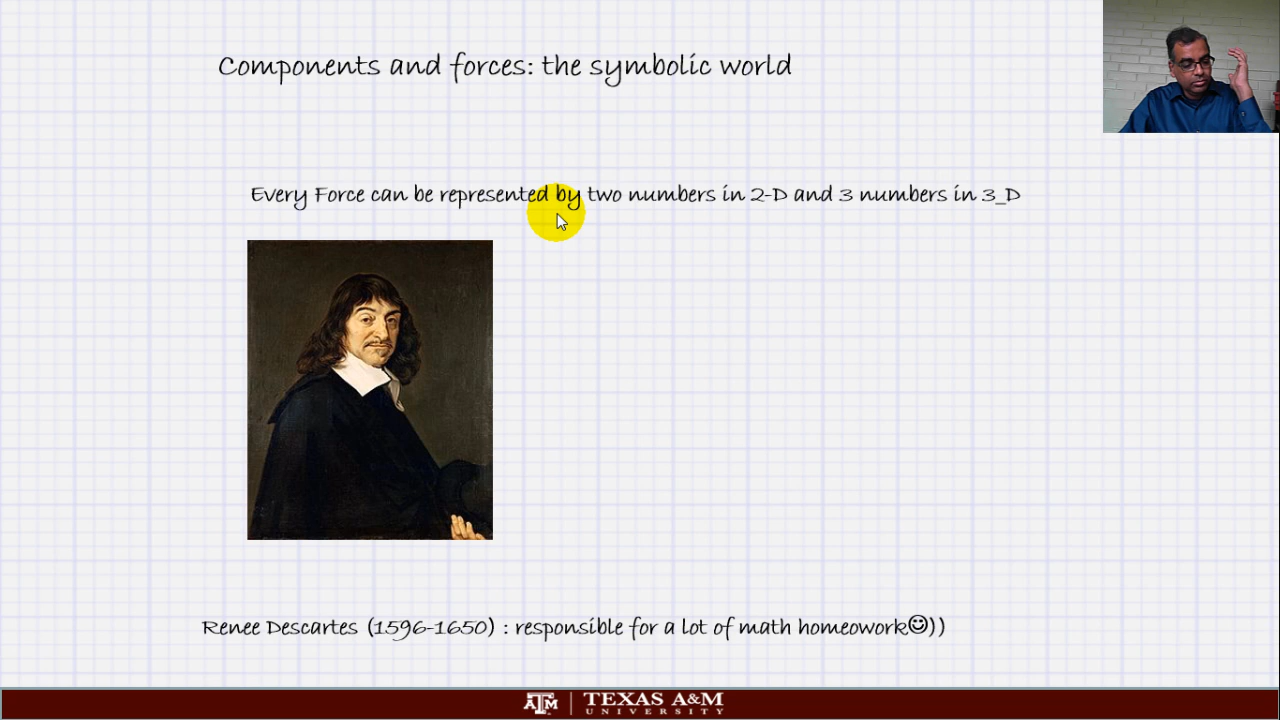 Components and forces: the symbolic world
Every Force can be represented by two numbers in 2-D and 3 numbers in 3_D
Renee Descartes (1596-1650) : responsible for a lot of math homeowork☺))
ATM | TEXAS A&M
UNIVERSITY